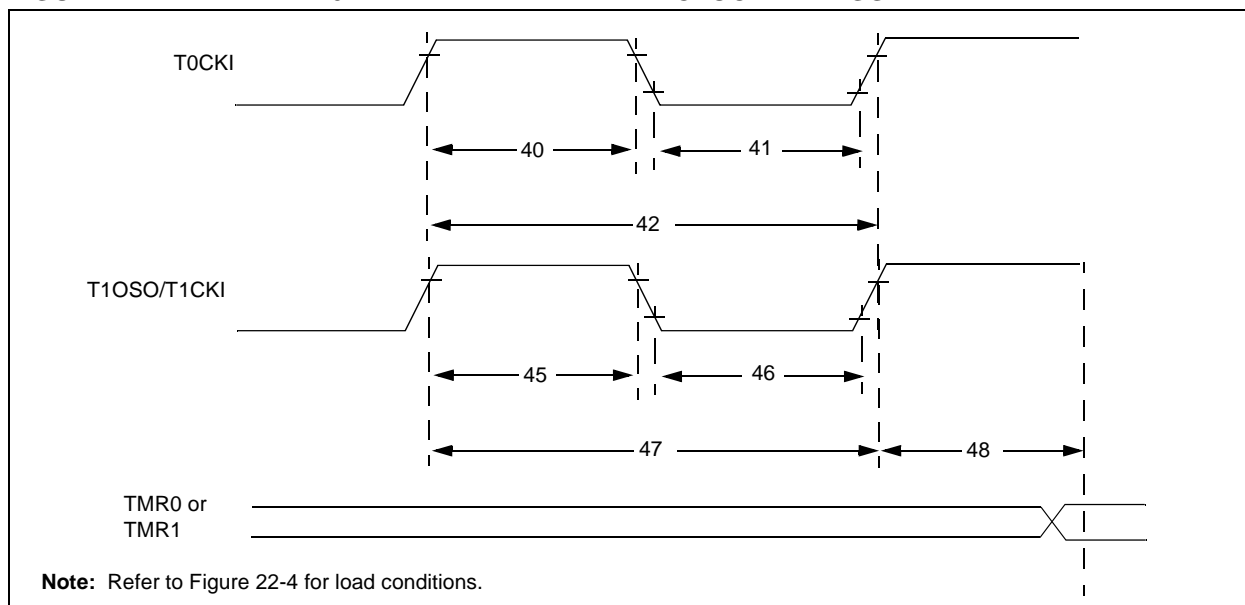 T0CKI
40
41
42
T1OSO/T1CKI
45
46
47
48
TMR0 or
TMR1
Note: Refer to Figure 22-4 for load conditions.